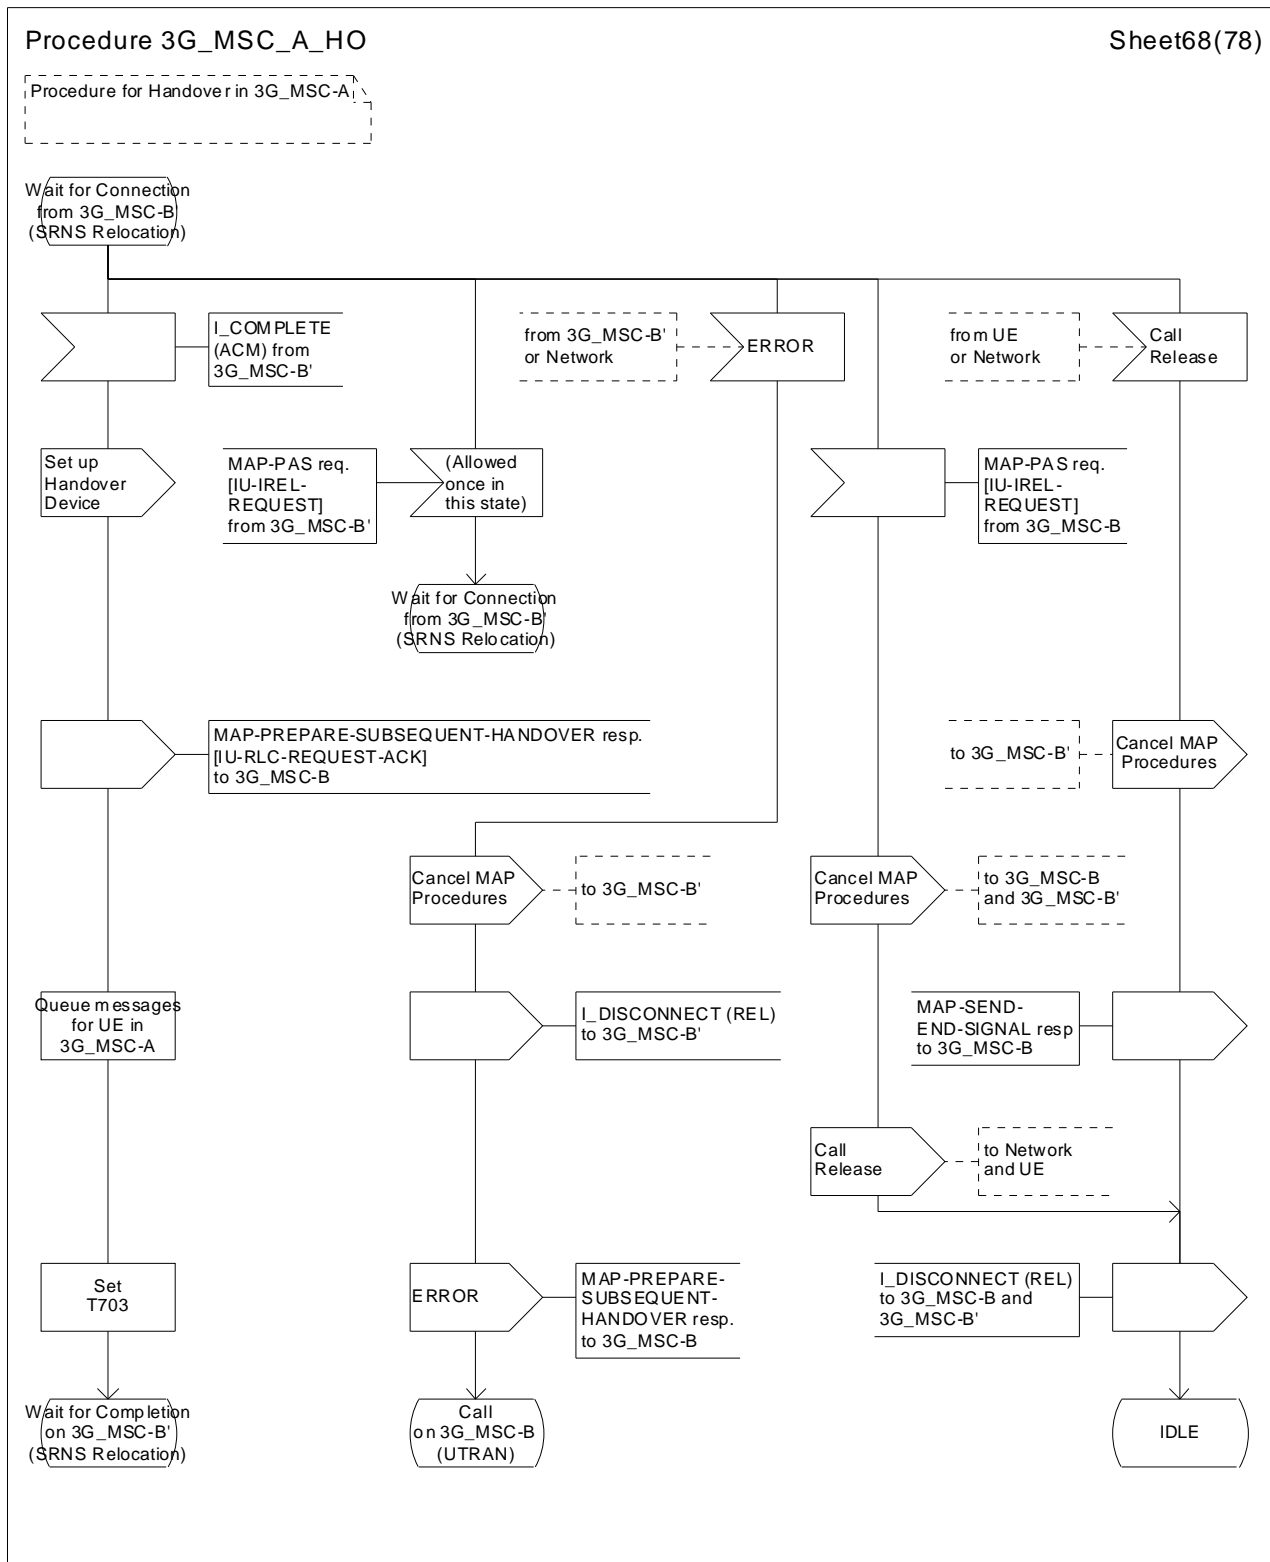 Procedure 3G_MSC_A_HO
Sheet68(78)
Procedure for Handover in 3G_MSC-A
Wait for Connection
from 3G_MSC-B'
(SRNS Relocation)
I_COMPLETE
(ACM) from
3G_MSC-B'
from 3G_MSC-B'
or Network
ERROR
from UE
or Network
Call
Release
Set up
Handover
Device
MAP-PAS req.
[IU-IREL-
REQUEST]
from 3G_MSC-B'
(Allowed
once in
this state)
MAP-PAS req.
[IU-IREL-
REQUEST]
from 3G_MSC-B
Wait for Connection
from 3G_MSC-B'
(SRNS Relocation)
MAP-PREPARE-SUBSEQUENT-HANDOVER resp.
[IU-RLC-REQUEST-ACK]
to 3G_MSC-B
to 3G_MSC-B'
Cancel MAP
Procedures
Cancel MAP
Procedures
to 3G_MSC-B'
Cancel MAP
Procedures
to 3G_MSC-B
and 3G_MSC-B'
Queue messages
for UE in
3G_MSC-A
I_DISCONNECT (REL)
to 3G_MSC-B'
MAP-SEND-
END-SIGNAL resp
to 3G_MSC-B
Call
Release
to Network
and UE
Set
T703
ERROR
MAP-PREPARE-
SUBSEQUENT-
HANDOVER resp.
to 3G_MSC-B
I_DISCONNECT (REL)
to 3G_MSC-B and
3G_MSC-B'
Wait for Completion
on 3G_MSC-B'
(SRNS Relocation)
Call
on 3G_MSC-B
(UTRAN)
IDLE